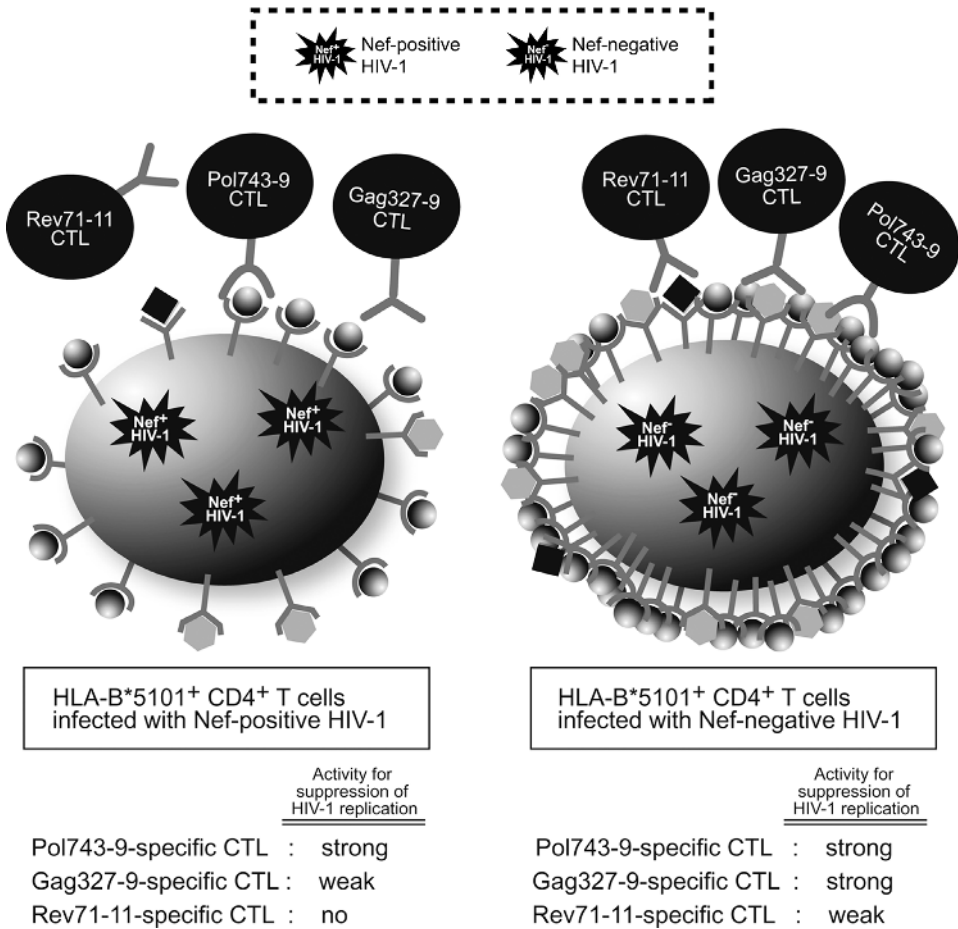 Nef+
HIV-1
Nef-positive
HIV-1
Nef-
HIV-1
Nef-negative
HIV-1
Rev71-11
CTL
Pol743-9
CTL
Gag327-9
CTL
Nef+
HIV-1
Nef+
HIV-1
Nef+
HIV-1
Rev71-11
CTL
Gag327-9
CTL
Pol743-9
CTL
Nef-
HIV-1
Nef-
HIV-1
Nef-
HIV-1
HLA-B*5101+ CD4+ T cells
infected with Nef-positive HIV-1
Activity for
suppression of
HIV-1 replication
Pol743-9-specific CTL : strong
Gag327-9-specific CTL : weak
Rev71-11-specific CTL : no
HLA-B*5101+ CD4+ T cells
infected with Nef-negative HIV-1
Activity for
suppression of
HIV-1 replication
Pol743-9-specific CTL : strong
Gag327-9-specific CTL : strong
Rev71-11-specific CTL : weak